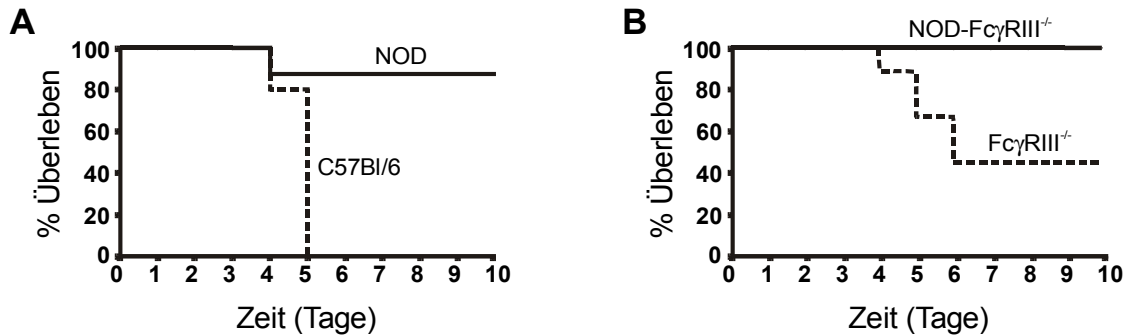 A
% Überleben
100
80
60
40
20
0
NOD
C57Bl/6
0 1 2 3 4 5 6 7 8 9 10
Zeit (Tage)
B
% Überleben
100
80
60
40
20
0
NOD-FcγRIII-/-
FcγRIII-/-
0 1 2 3 4 5 6 7 8 9 10
Zeit (Tage)